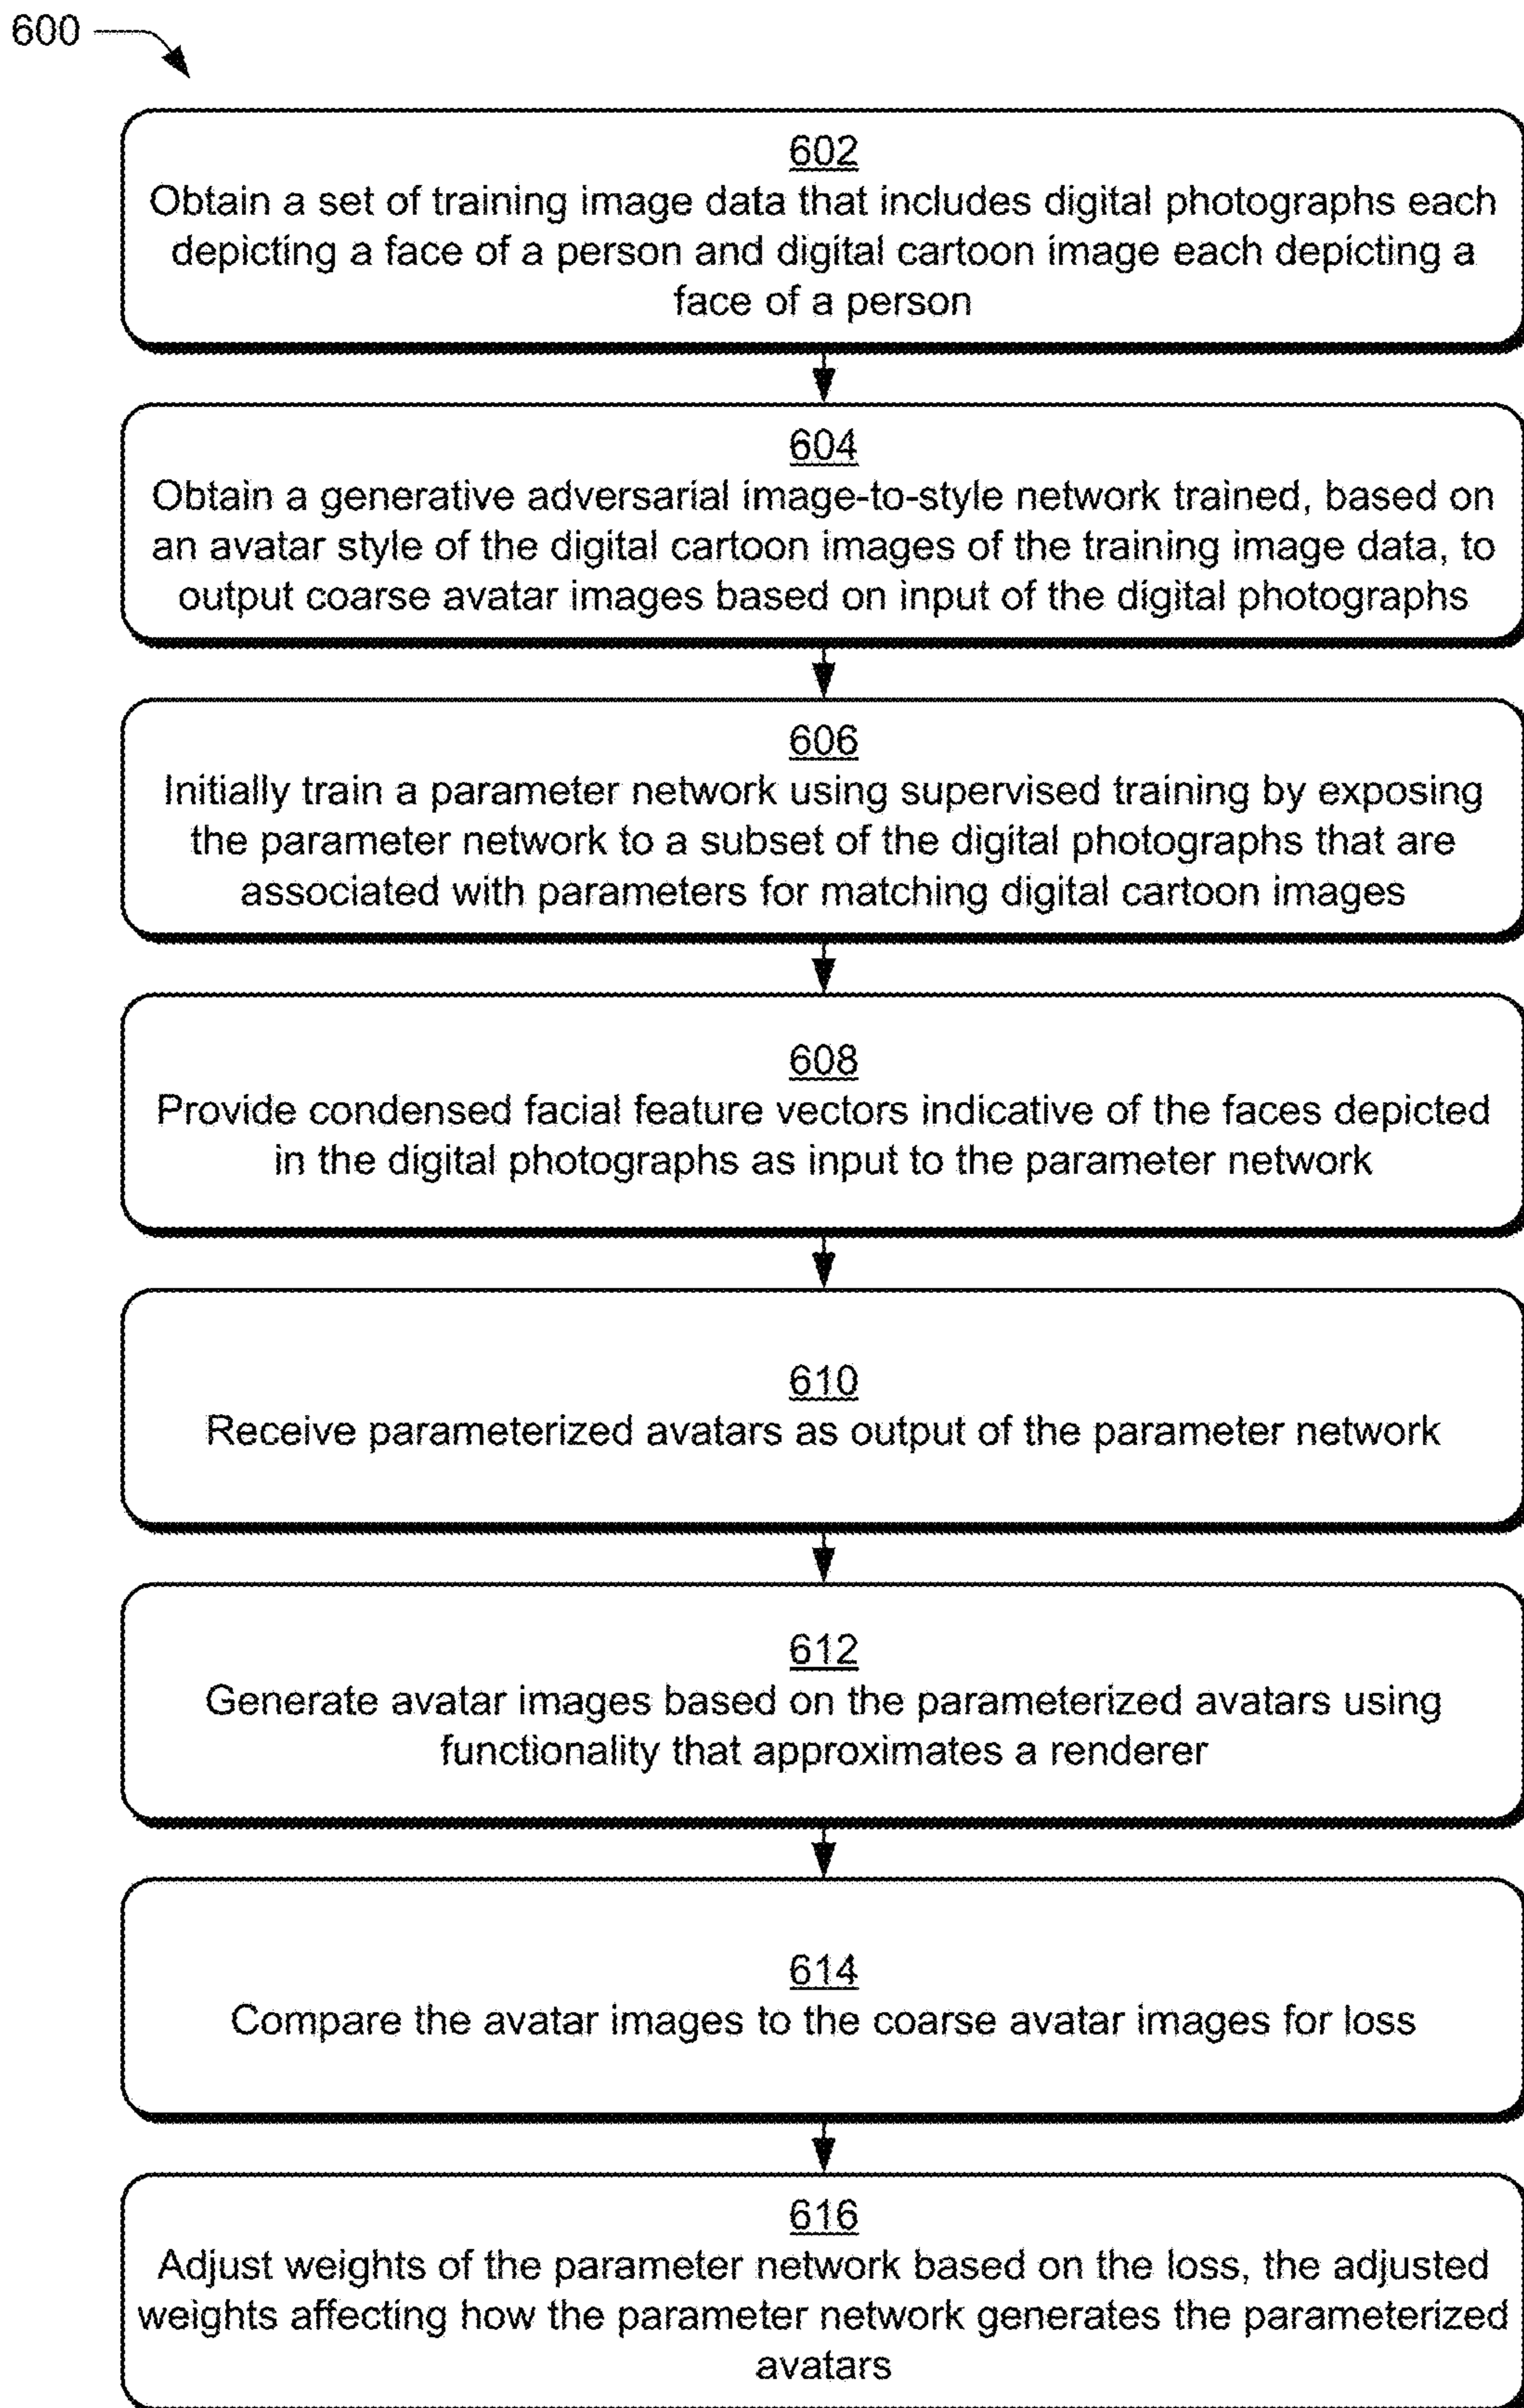 600
602
Obtain a set of training image data that includes digital photographs each
depicting a face of a person and digital cartoon image each depicting a
face of a person
604
Obtain a generative adversarial image-to-style network trained, based on
an avatar style of the digital cartoon images of the training image data, to
output coarse avatar images based on input of the digital photographs
606
Initially train a parameter network using supervised training by exposing
the parameter network to a subset of the digital photographs that are
associated with parameters for matching digital cartoon images
608
Provide condensed facial feature vectors indicative of the faces depicted
in the digital photographs as input to the parameter network
610
Receive parameterized avatars as output of the parameter network
612
Generate avatar images based on the parameterized avatars using
functionality that approximates a renderer
614
Compare the avatar images to the coarse avatar images for loss
616
Adjust weights of the parameter network based on the loss, the adjusted
weights affecting how the parameter network generates the parameterized
avatars